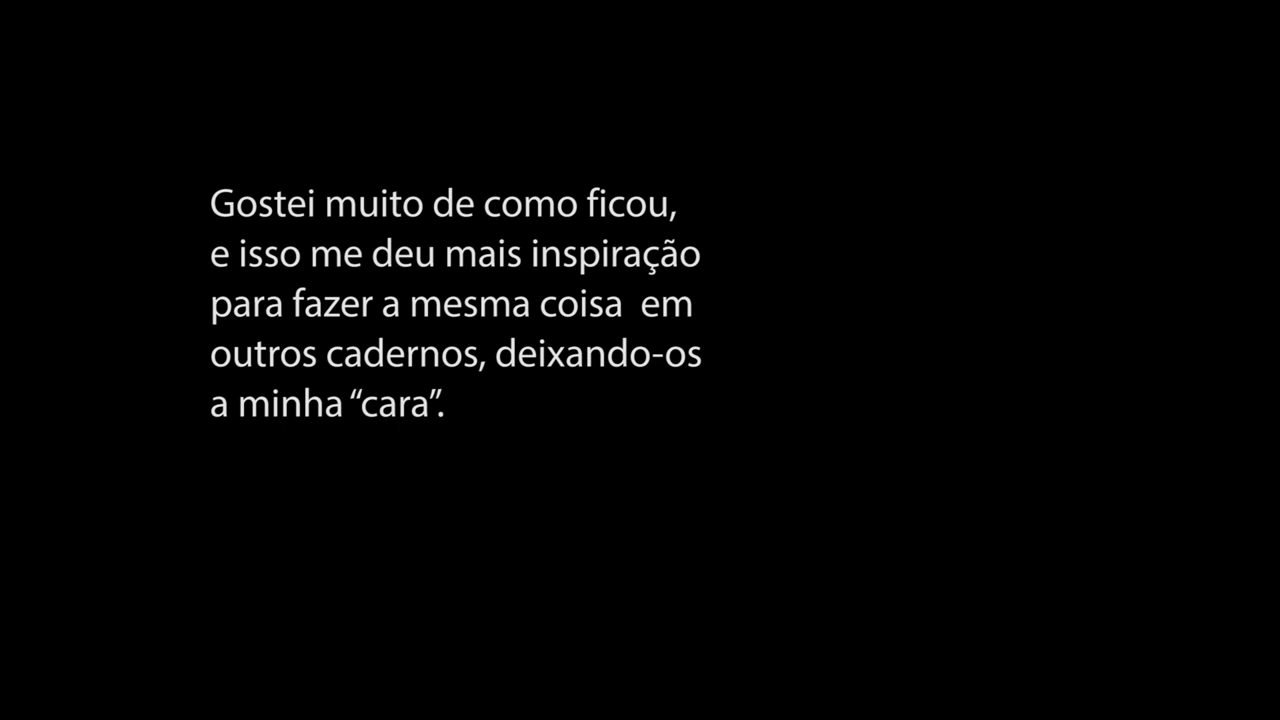 Gostei muito de como ficou,
e isso me deu mais inspiração
para fazer a mesma coisa  em
outros cadernos, deixando-os
a minha “cara”.